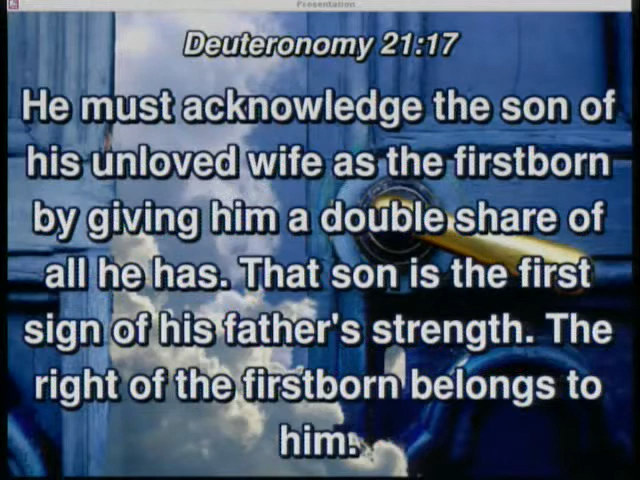 Presentation
Deuteronomy 21:17
He must acknowledge the son of
his unloved wife as the firstborn
by giving him a double share of
all he has. That son is the first
sign of his father's strength. The
right of the firstborn belongs to
him.